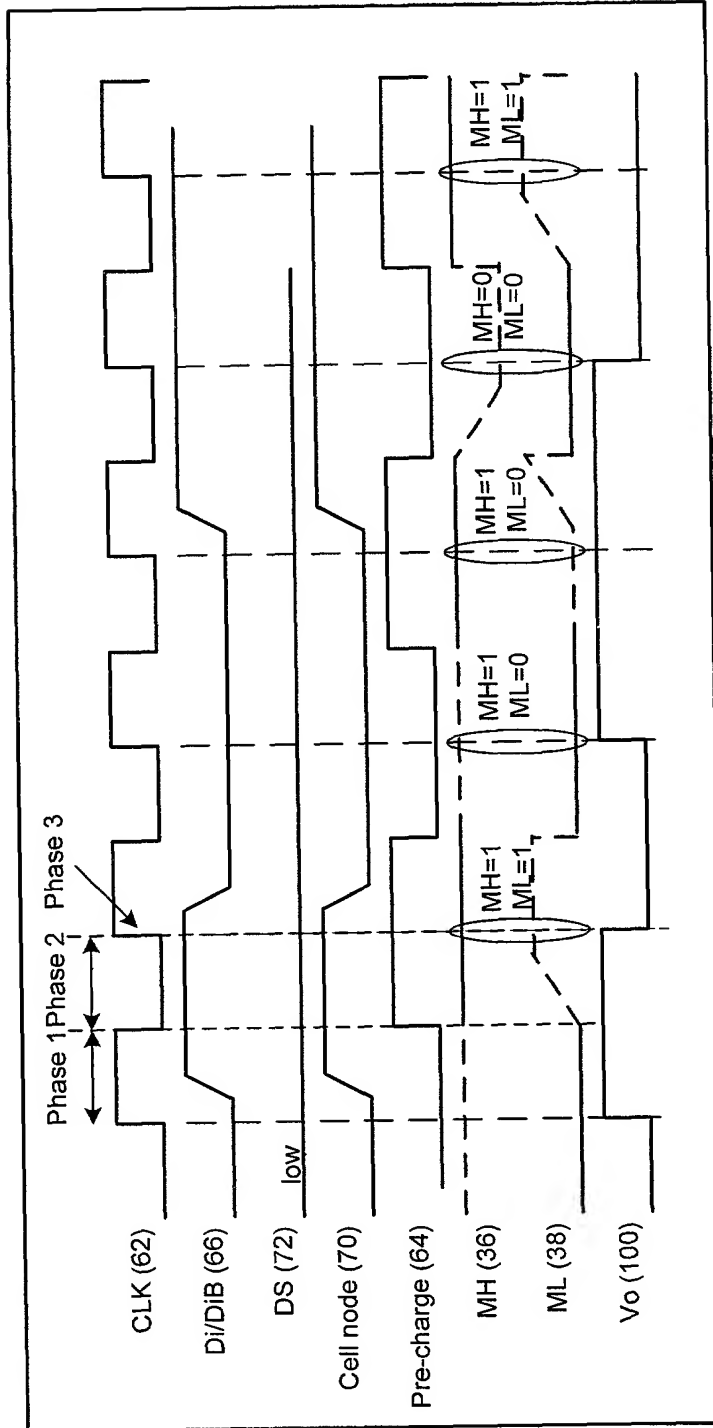 Phase 1
Phase 2
Phase 3
CLK (62)
Di/DiB (66)
DS (72)
low
Cell node (70)
Pre-charge (64)
MH (36)
ML (38)
Vo (100)
MH=1
ML=1
MH=1
ML=0
MH=1
ML=0
MH=0
ML=0
MH=1
ML=1